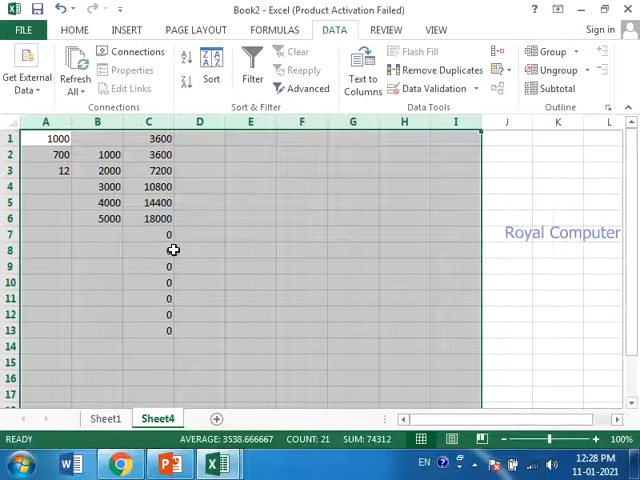 Book2 - Excel (Product Activation Failed)
FILE HOME INSERT PAGE LAYOUT FORMULAS DATA REVIEW VIEW Sign in
Get External Data
Refresh All
Connections
Properties
Edit Links
Connections
Sort
Filter
Clear
Reapply
Advanced
Sort & Filter
Text to Columns
Flash Fill
Remove Duplicates
Data Validation
Data Tools
Group
Ungroup
Subtotal
Outline
A B C D E F G H I J K L
1 1000 3600
2 700 1000 3600
3 12 2000 7200
4 3000 10800
5 4000 14400
6 5000 18000
7 0
8
9 0
10 0
11 0
12 0
13 0
14
15
16
17
Royal Computer
Sheet1 Sheet4
READY AVERAGE: 3538.666667 COUNT: 21 SUM: 74312 100%
EN 12:28 PM
11-01-2021